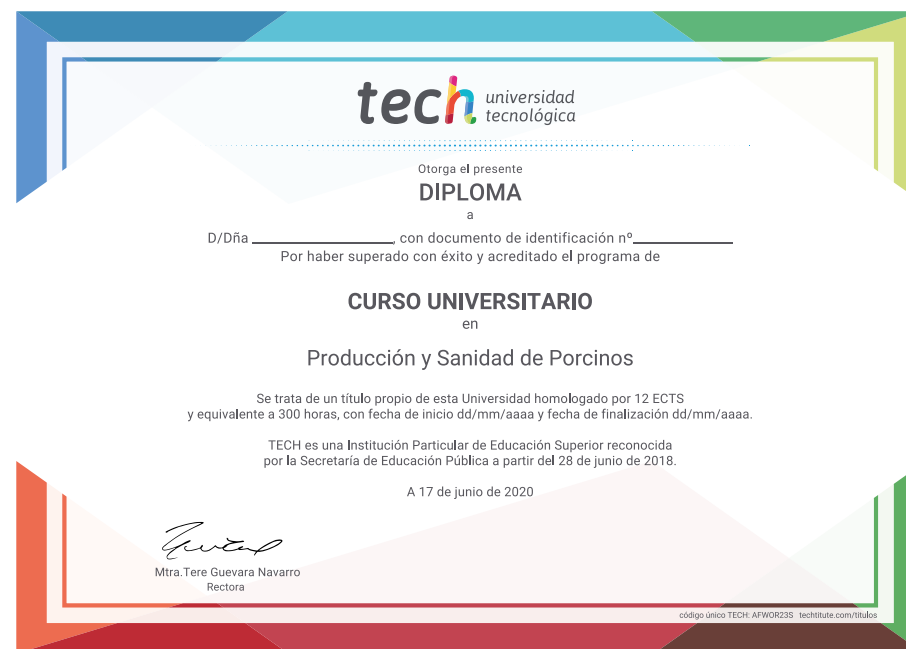 tech universidad
tecnológica
Otorga el presente
DIPLOMA
a
D/Dña ____________________, con documento de identificación nº______________
Por haber superado con éxito y acreditado el programa de
CURSO UNIVERSITARIO
en
Producción y Sanidad de Porcinos
Se trata de un título propio de esta Universidad homologado por 12 ECTS
y equivalente a 300 horas, con fecha de inicio dd/mm/aaaa y fecha de finalización dd/mm/aaaa.
TECH es una Institución Particular de Educación Superior reconocida
por la Secretaría de Educación Pública a partir del 28 de junio de 2018.
A 17 de junio de 2020
Mtra.Tere Guevara Navarro
Rectora
código único TECH: AFWOR23S techtitute.com/titulos